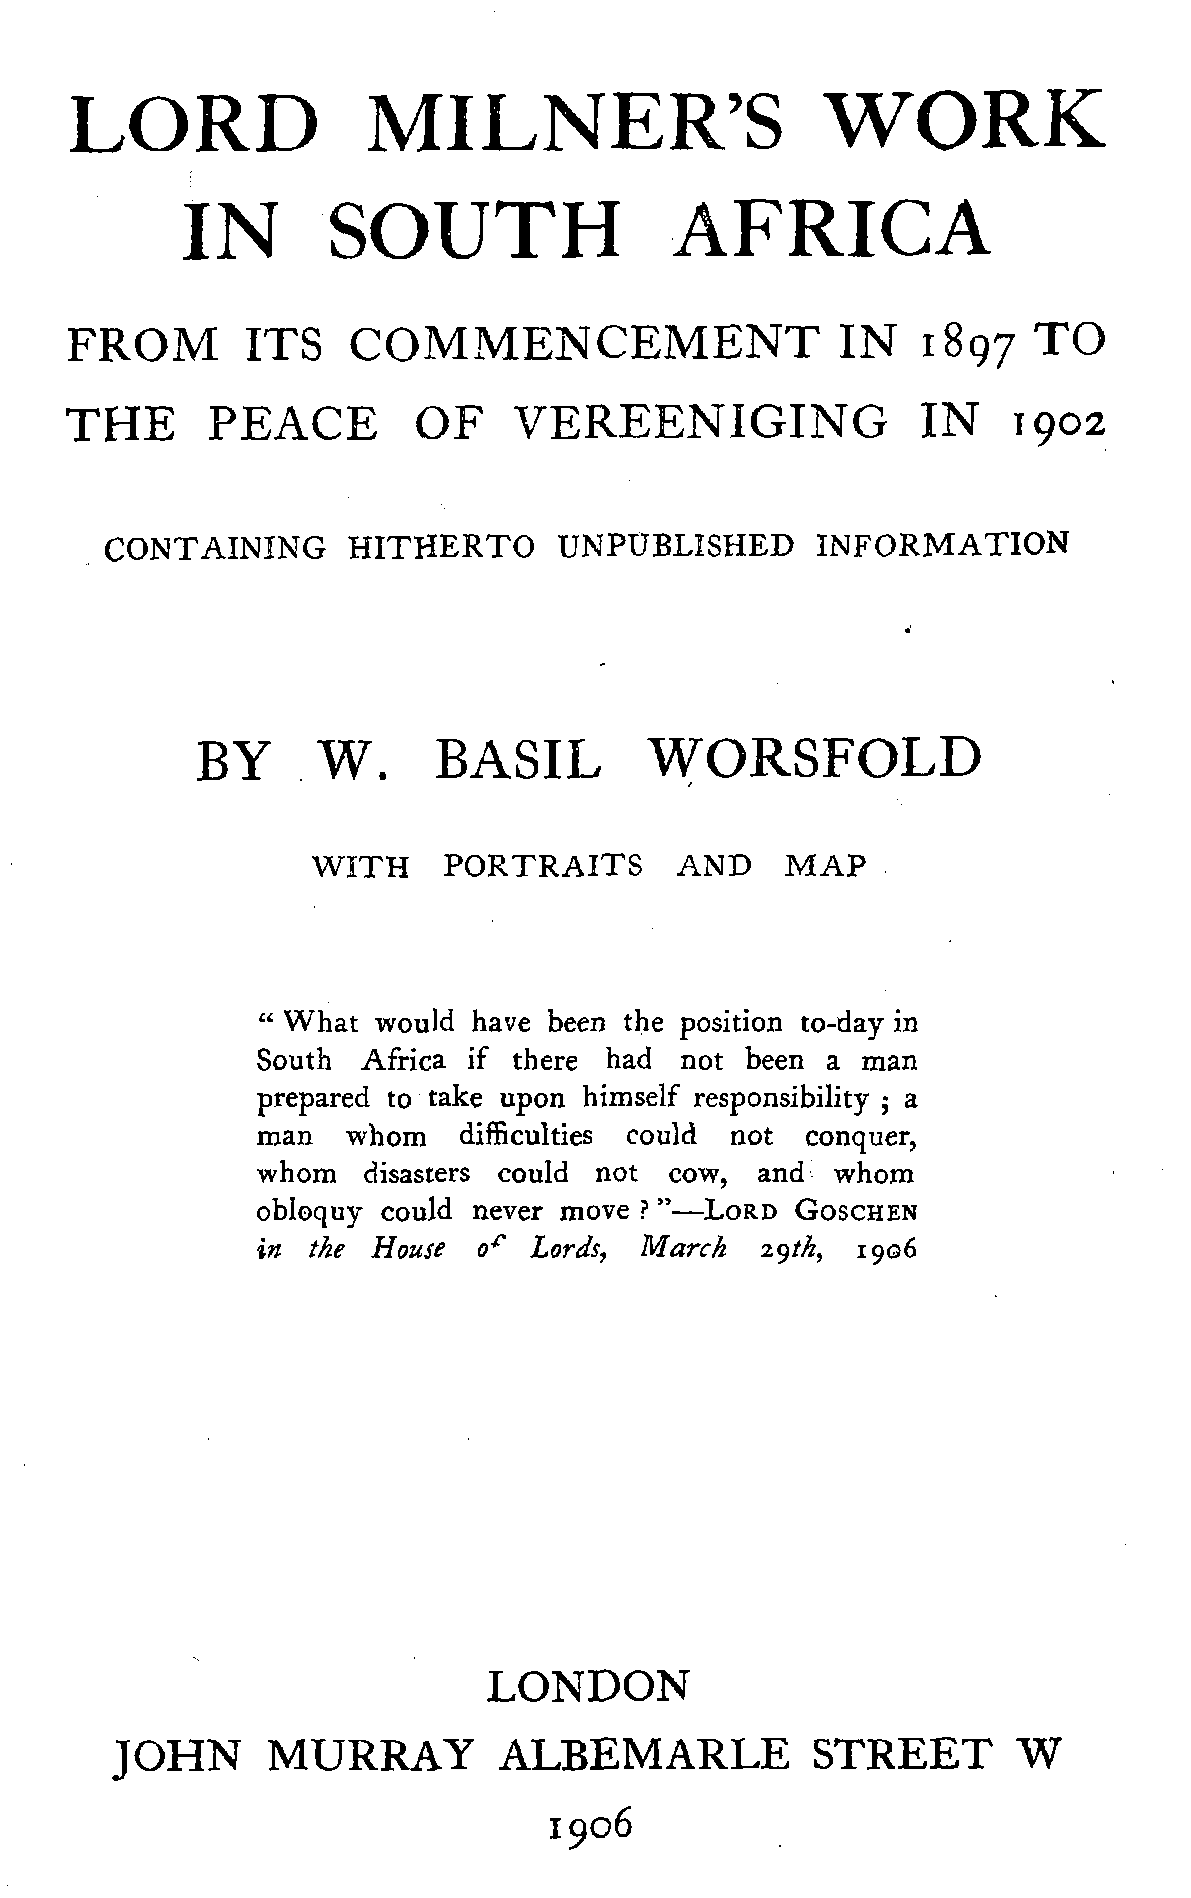 LORD MILNER'S WORK
IN SOUTH AFRICA
FROM ITS COMMENCEMENT IN 1897 TO
THE PEACE OF VEREENIGING IN 1902
CONTAINING HITHERTO UNPUBLISHED INFORMATION
BY W. BASIL WORSFOLD
WITH PORTRAITS AND MAP
“ What would have been the position to-day in
South Africa if there had not been a man
prepared to take upon himself responsibility ; a
man whom difficulties could not conquer,
whom disasters could not cow, and whom
obloquy could never move ? ”—LORD GOSCHEN
in the House of Lords, March 29th, 1906
LONDON
JOHN MURRAY ALBEMARLE STREET W
1906